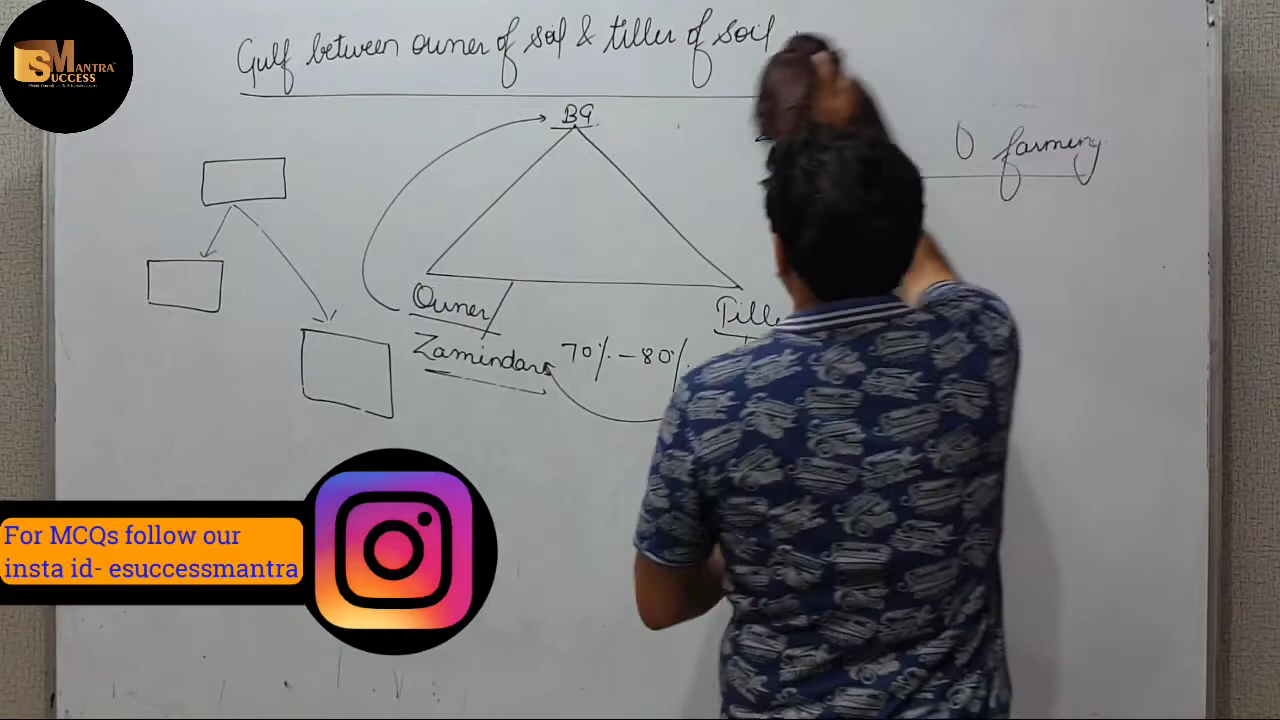 SMANTRA
SUCCESS
Gulf between owner of soil & tiller of soil
BG
farming
Owner
Tille
Zamindars 70% - 80%
For MCQs follow our
insta id- esuccessmantra